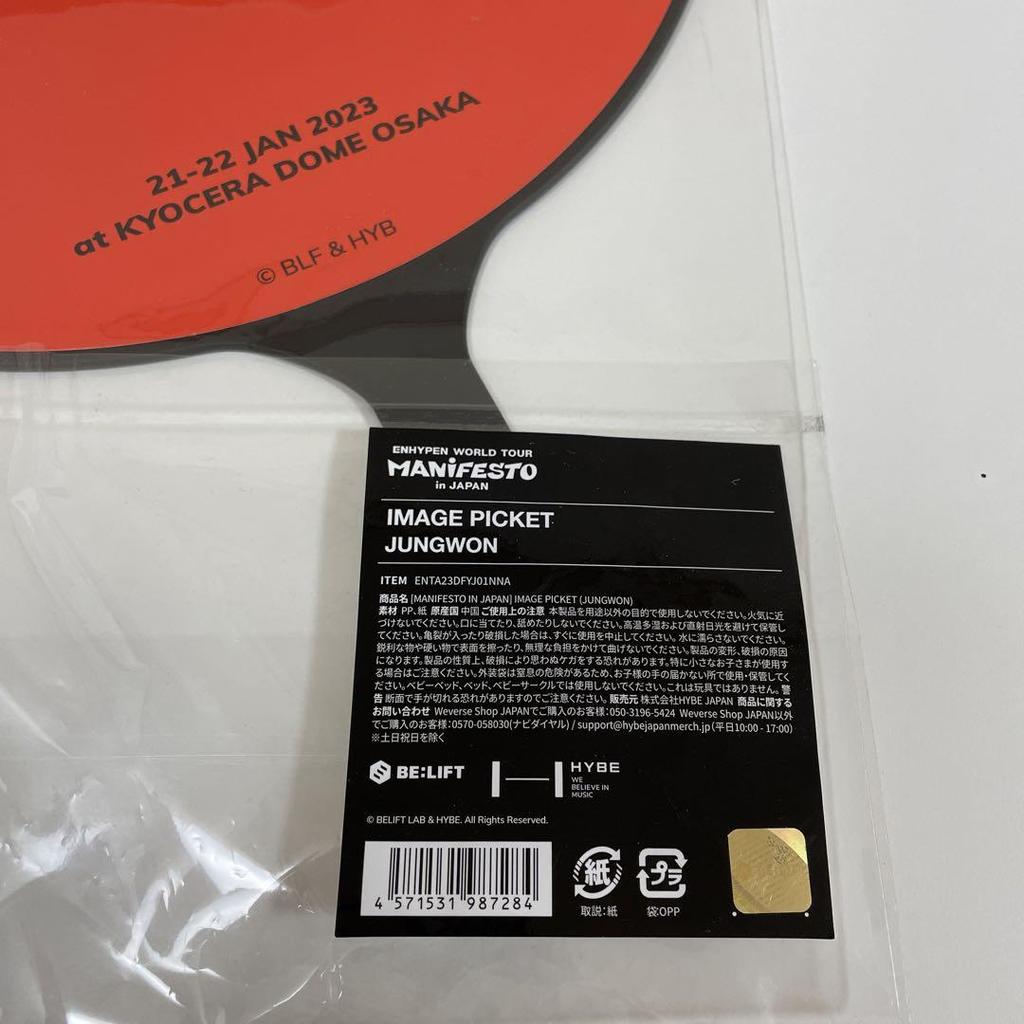 21-22 JAN 2023
at KYOCERA DOME OSAKA
© BLF & HYB
ENHYPEN WORLD TOUR
MANiFESTO
in JAPAN
IMAGE PICKET
JUNGWON
ITEM ENTA23DFYJ01NNA
商品名 [MANIFESTO IN JAPAN] IMAGE PICKET (JUNGWON)
素材 PP、紙 原産国 中国 ご使用上の注意 本製品を用途以外の目的で使用しないでください。火気に近
づけないでください。口に当てたり、舐めたりしないでください。高温多湿および直射日光を避けて保管し
てください。亀裂が入ったり破損した場合は、すぐに使用を中止してください。水に濡らさないでください。
鋭利な物や硬い物で表面を擦ったり、無理な負担をかけて曲げないでください。製品の変形、破損の原因
になります。製品の性質上、破損により思わぬケガをする恐れがあります。特に小さなお子さまが使用す
る場合はご注意ください。外装袋は窒息の危険があるため、お子様の手の届かない所で使用・保管してく
ださい。ベビーベッド、ベッド、ベビーサークルでは使用しないでください。これは玩具ではありません。警
告 断面で手が切れる恐れがありますのでご注意ください。販売元 株式会社HYBE JAPAN 商品に関する
お問い合わせ Weverse Shop JAPANでご購入のお客様：050-3196-5424 Weverse Shop JAPAN以外
でご購入のお客様：0570-058030(ナビダイヤル) / support@hybejapanmerch.jp (平日10:00 - 17:00)
※土日祝日を除く
BE:LIFT
HYBE
WE
BELIEVE IN
MUSIC
© BELIFT LAB & HYBE. All Rights Reserved.
4 571531 987284
紙
プラ
取説：紙
袋：OPP